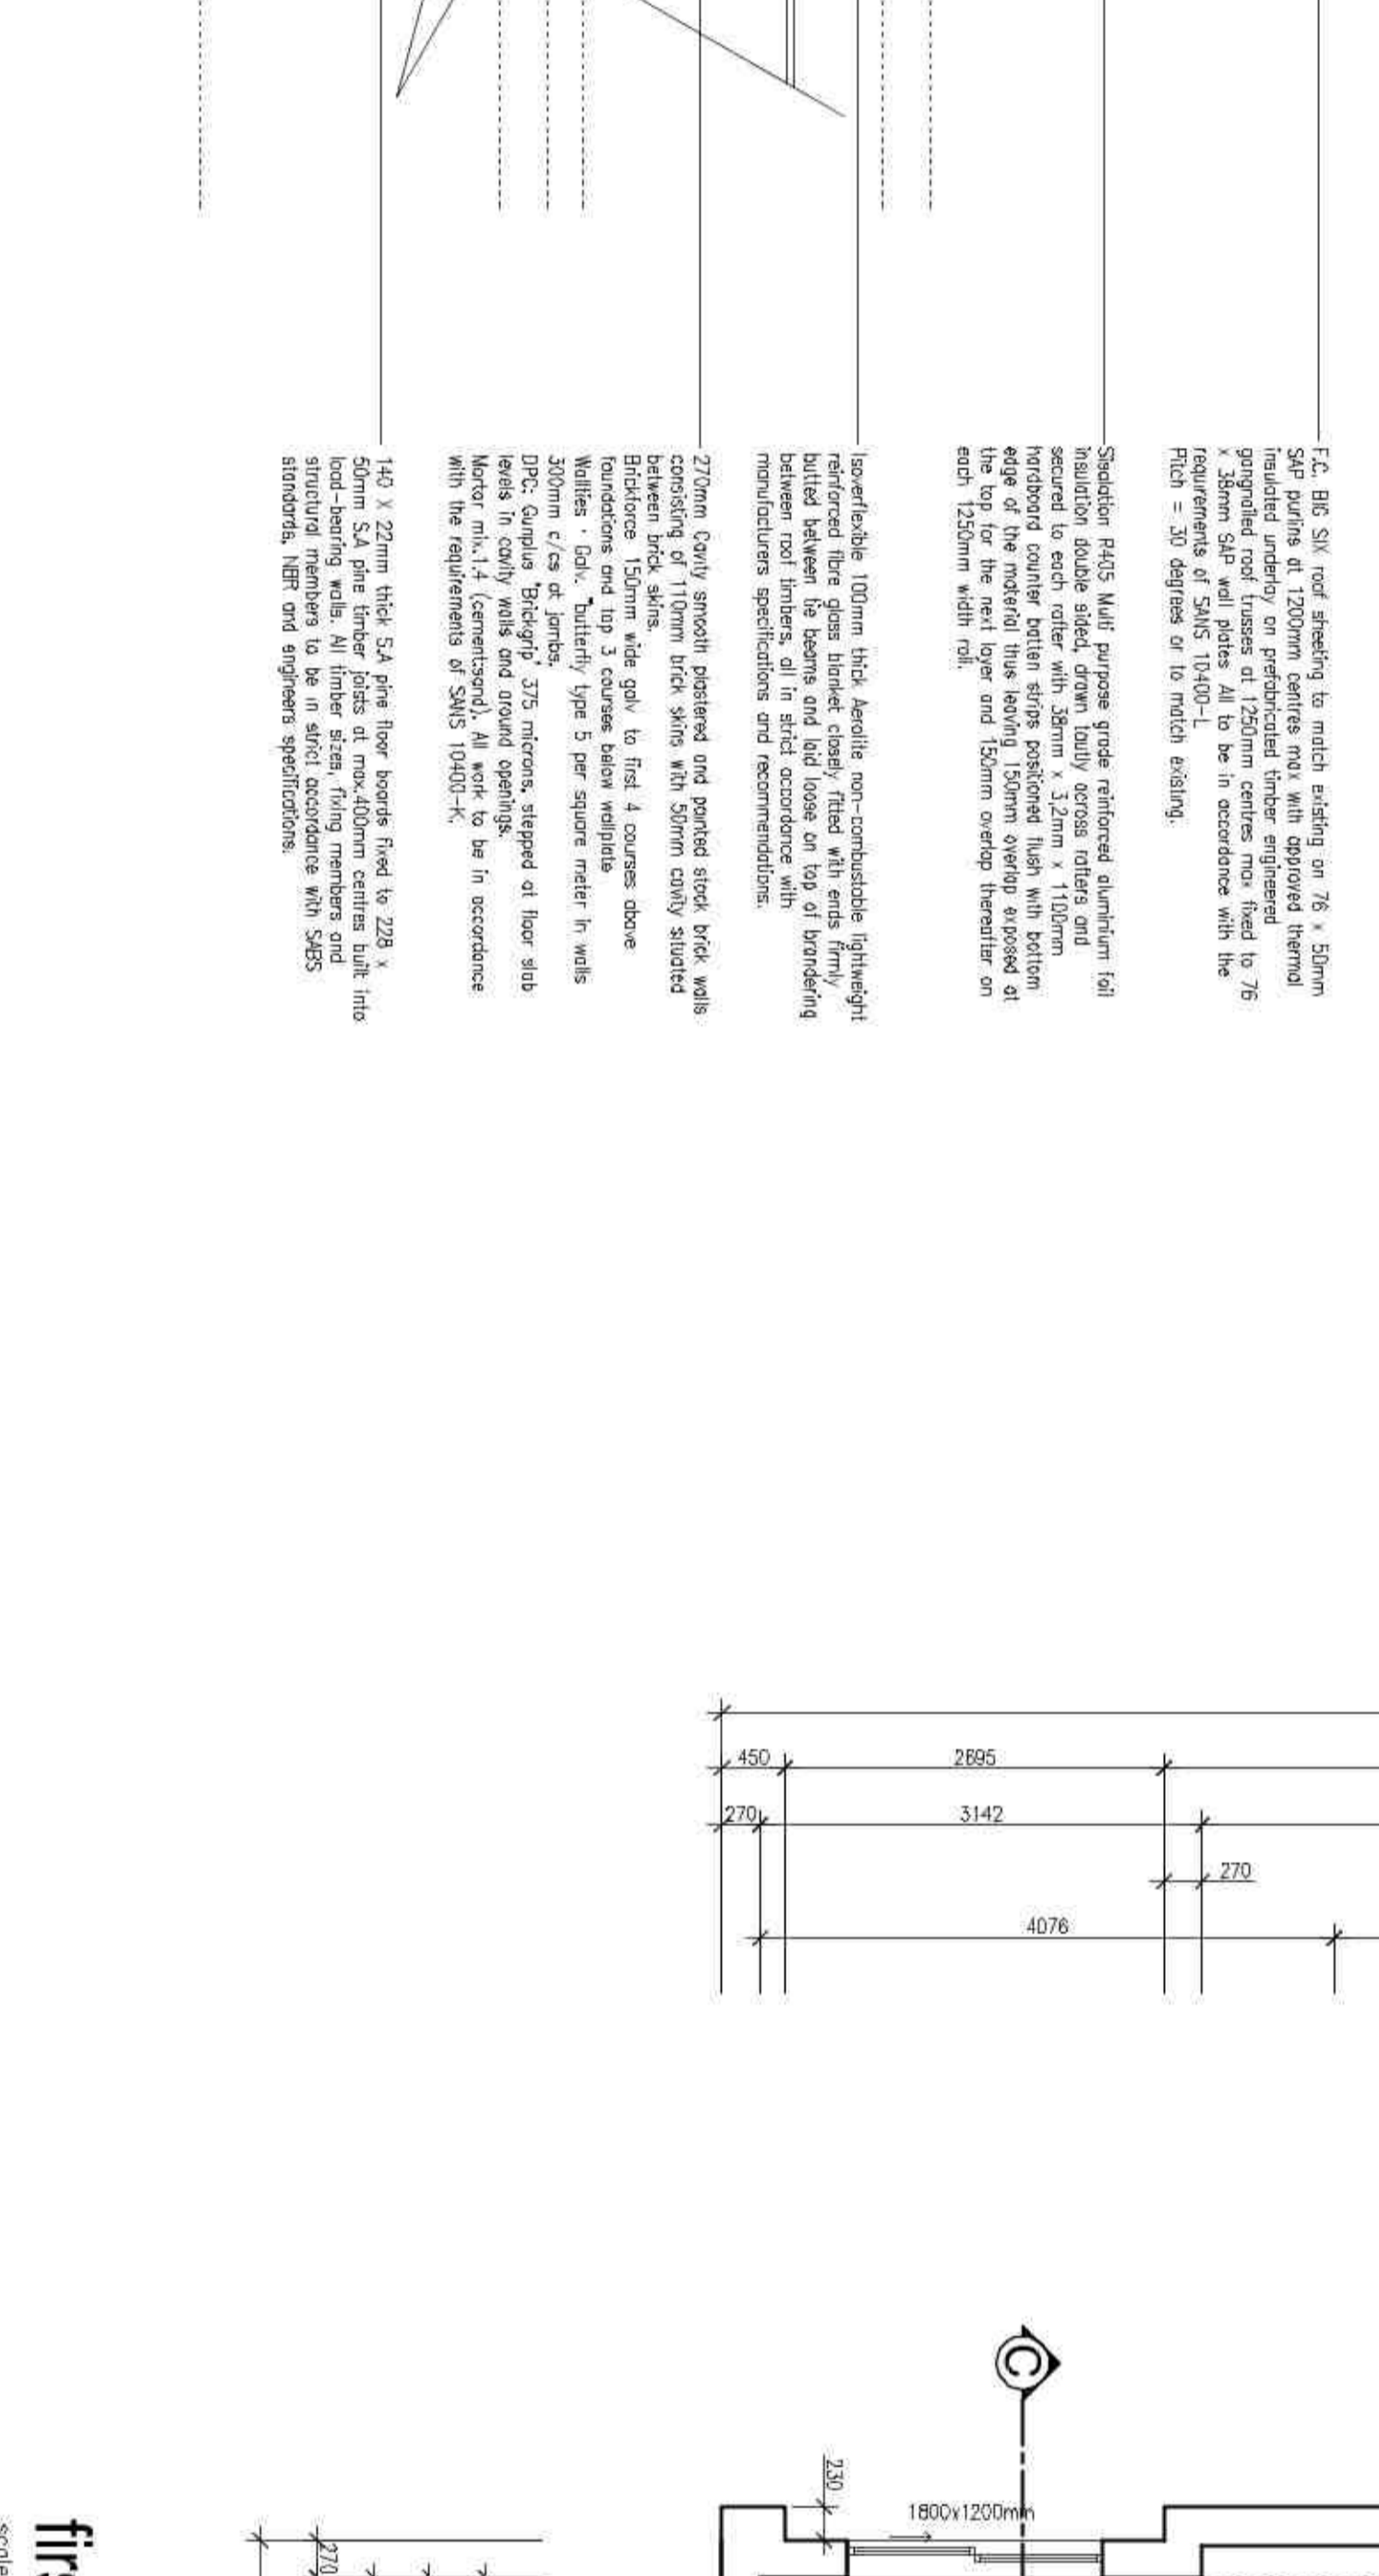 F.C. BIG SIX roof sheeting to match existing on 76 x 50mm
SAP purlins at 1200mm centres max with approved thermal
insulated underlay on prefabricated timber engineered
gangnailed roof trusses at 1250mm centres max fixed to 76
x 38mm SAP wall plates All to be in accordance with the
requirements of SANS 10400-L
Pitch = 30 degrees or to match existing.
Sisalation R405 Multi purpose grade reinforced aluminium foil
insulation double sided, drawn tautly across rafters and
secured to each rafter with 38mm x 3,2mm x 1100mm
hardboard counter batten strips positioned flush with bottom
edge of the material thus leaving 150mm overlap exposed at
the top for the next layer and 150mm overlap thereafter on
each 1250mm width roll.
Isoverflexible 100mm thick Aerolite non-combustable lightweight
reinforced fibre glass blanket closely fitted with ends firmly
butted between tie beams and laid loose on top of brandering
between roof timbers, all in strict accordance with
manufacturers specifications and recommendations.
270mm Cavity smooth plastered and painted stock brick walls
consisting of 110mm brick skins with 50mm cavity situated
between brick skins.
Brickforce 150mm wide galv to first 4 courses above
foundations and top 3 courses below wallplate
Wallties ' Galv. "butterfly type 5 per square meter in walls
300mm c/cs at jambs.
DPC: Gunplus 'Brickgrip' 375 microns, stepped at floor slab
levels in cavity walls and around openings.
Mortar mix.1.4 (cement:sand). All work to be in accordance
with the requirements of SANS 10400-K.
140 X 22mm thick S.A pine floor boards fixed to 228 x
50mm S.A pine timber joists at max.400mm centres built into
load-bearing walls. All timber sizes, fixing members and
structural members to be in strict accordance with SABS
standards, NBR and engineers specifications.
450
2695
270
3142
270
4076
C
230
1800x1200mm
270
firs
scale